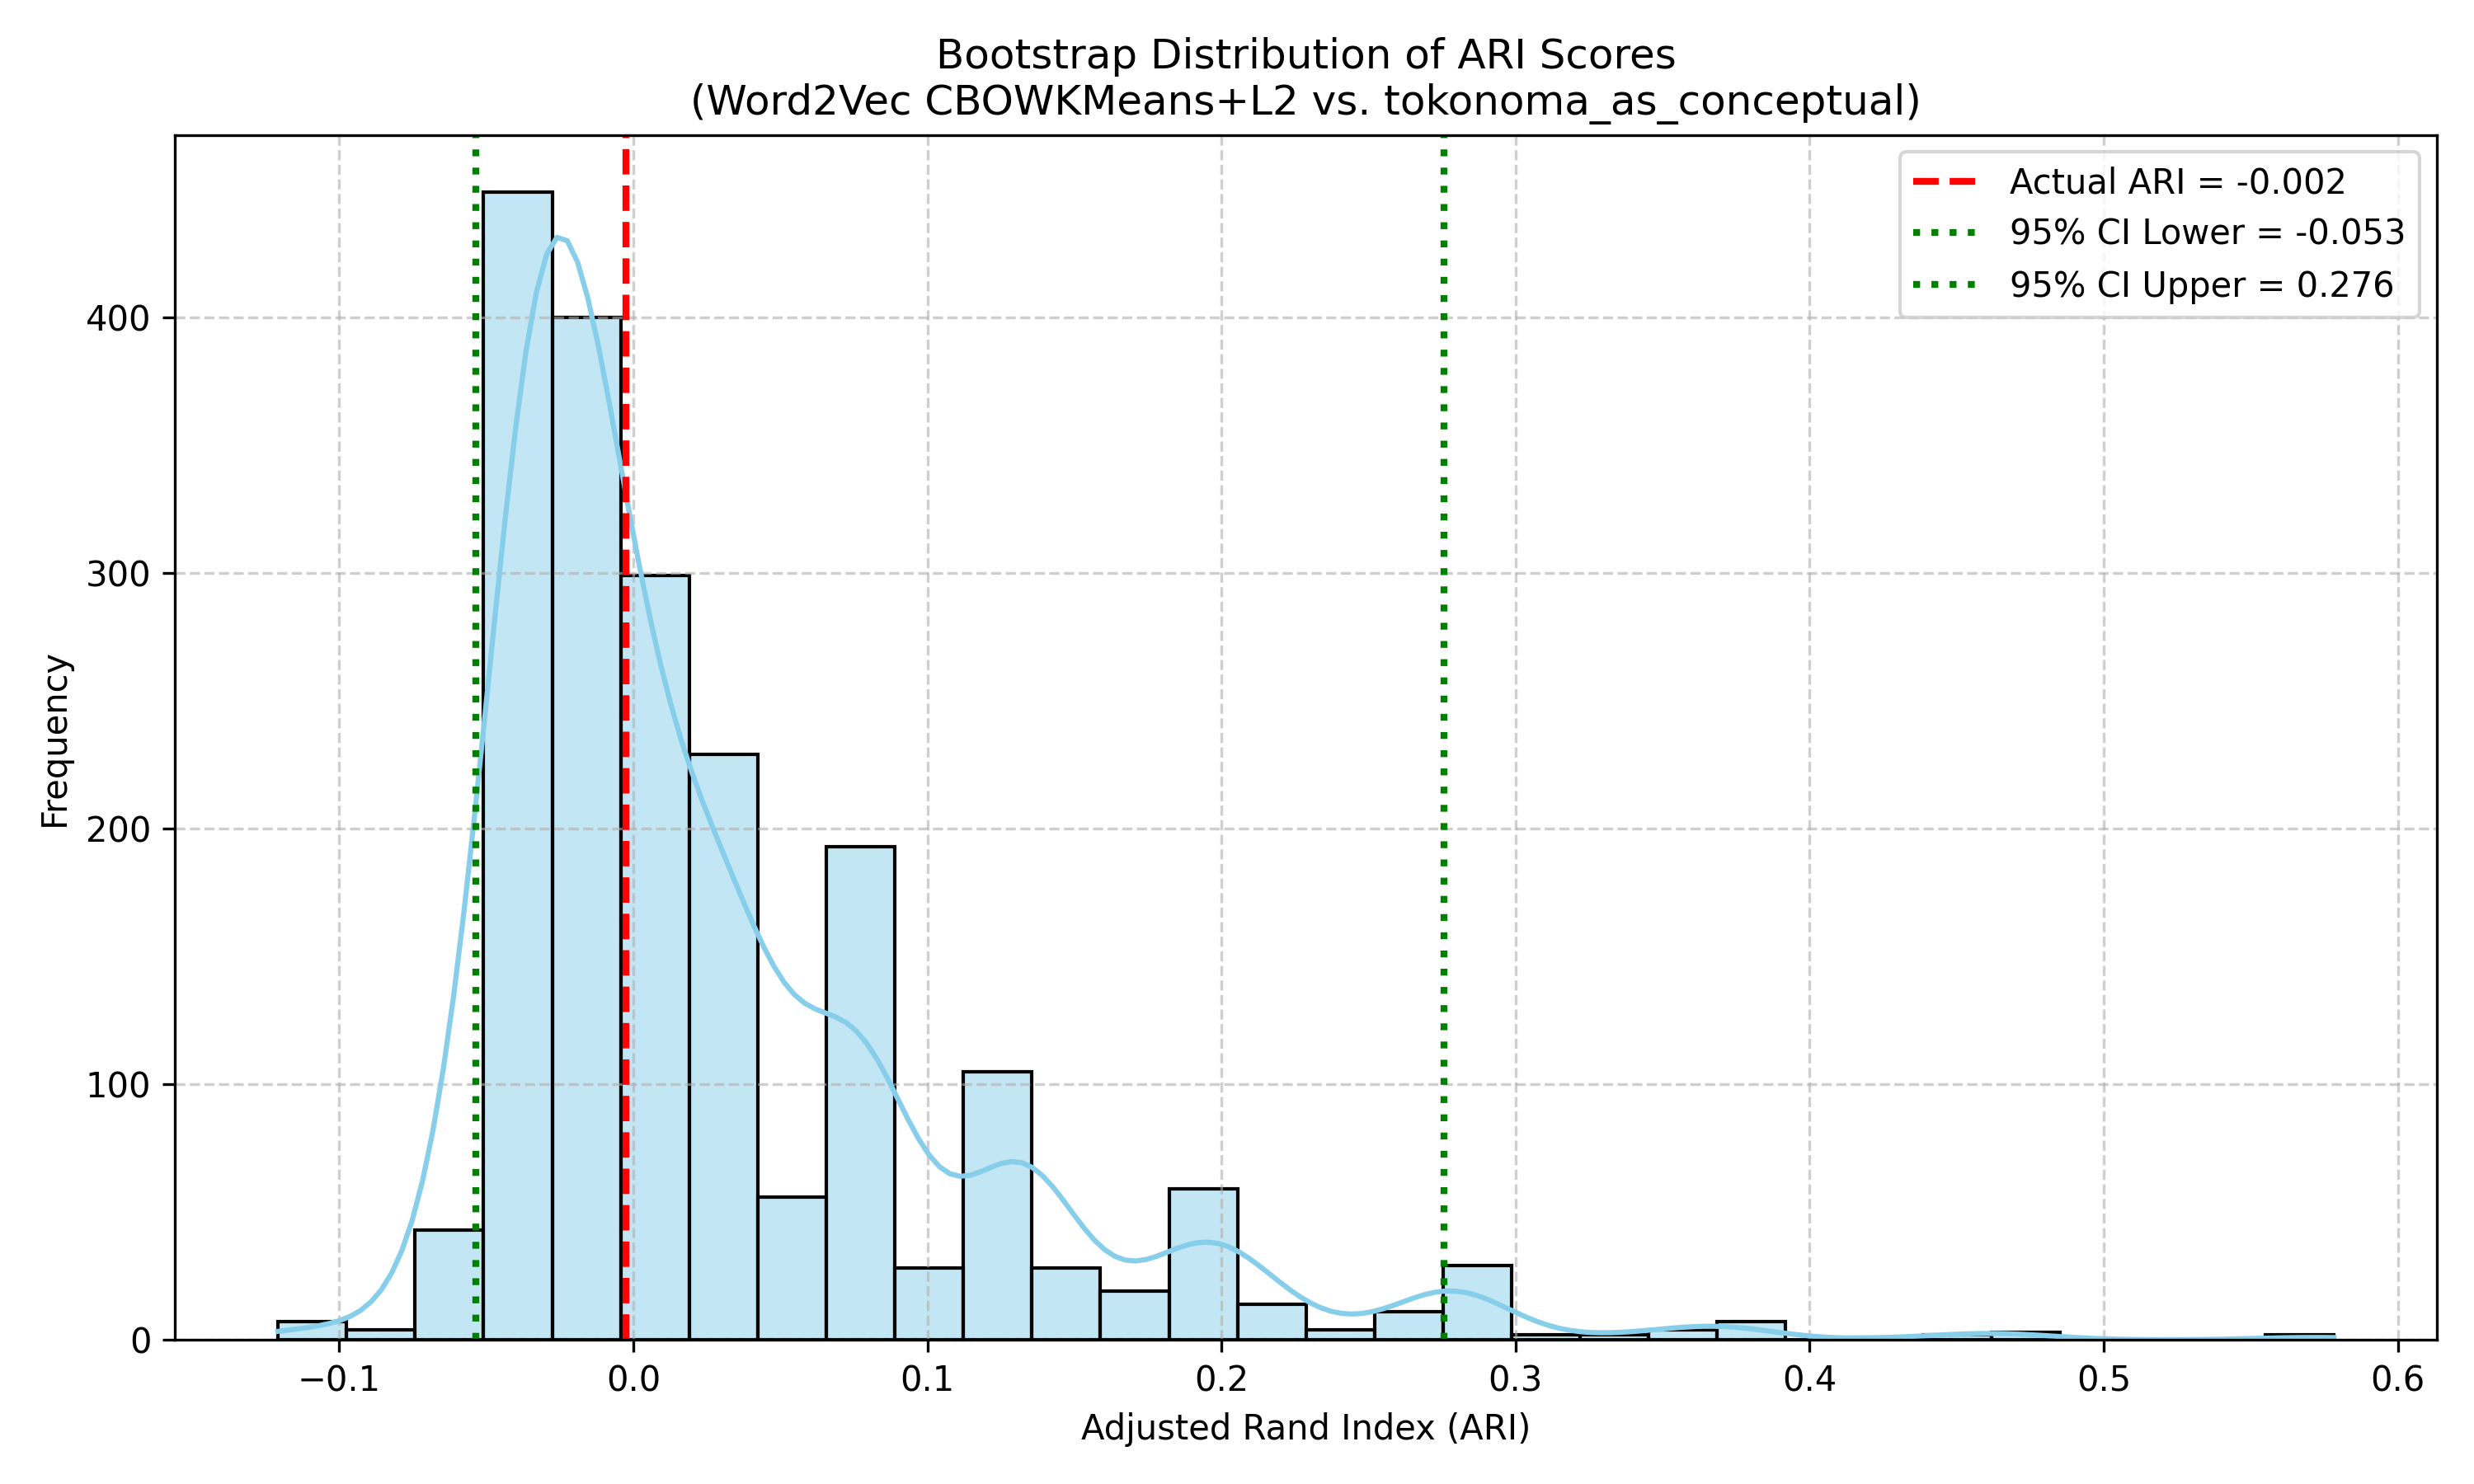 Bootstrap Distribution of ARI Scores
(Word2Vec CBOWKMeans+L2 vs. tokonoma_as_conceptual)
Actual ARI = -0.002
95% CI Lower = -0.053
95% CI Upper = 0.276
Frequency
400
300
200
100
0
−0.1 0.0 0.1 0.2 0.3 0.4 0.5 0.6
Adjusted Rand Index (ARI)